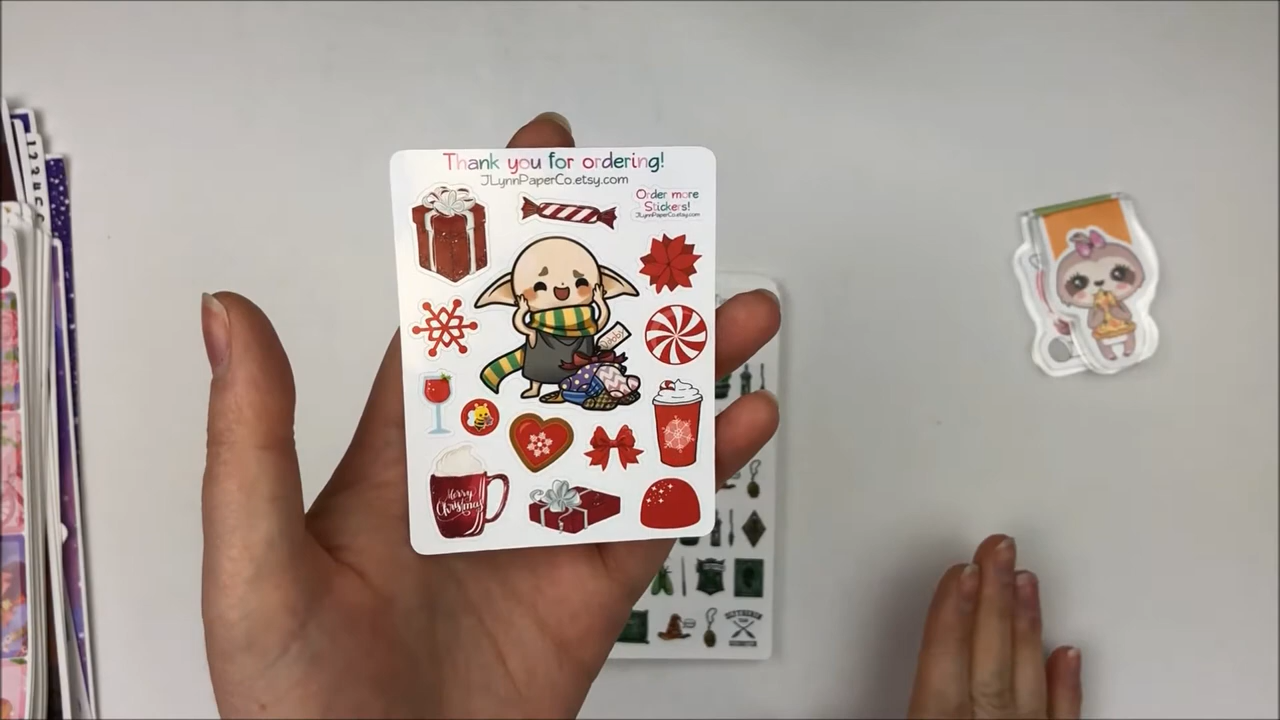 Thank you for ordering!
JLynnPaperCo.etsy.com
Order more
Stickers!
JLynnPaperCo.etsy.com
Merry
Christmas